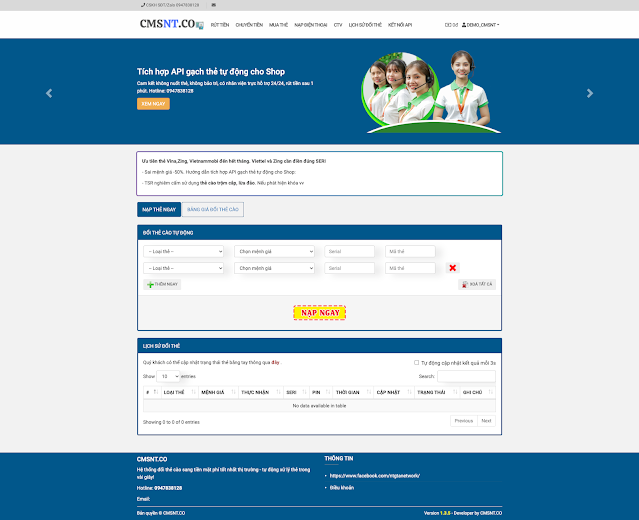 CSKH SĐT/Zalo 0947838128
CMSNT.CO
RÚT TIỀN CHUYỂN TIỀN MUA THẺ NẠP ĐIỆN THOẠI CTV LỊCH SỬ ĐỔI THẺ KẾT NỐI API
DEMO_CMSNT
Tích hợp API gạch thẻ tự động cho Shop
Cam kết không nuốt thẻ, không bảo trì, có nhân viên trực hỗ trợ 24/24, rút tiền sau 1
phút. Hotline: 0947838128
XEM NGAY
Ưu tiên thẻ Vina,Zing, Vietnammobi đến hết tháng. Viettel và Zing cần điền đúng SERI
- Sai mệnh giá -50%. Hướng dẫn tích hợp API gạch thẻ tự động cho Shop.
- TSR nghiêm cấm sử dụng thẻ cào trộm cắp, lừa đảo. Nếu phát hiện khóa vv
NẠP THẺ NGAY BẢNG GIÁ ĐỔI THẺ CÀO
ĐỔI THẺ CÀO TỰ ĐỘNG
-- Loại thẻ -- Chọn mệnh giá Serial Mã thẻ
-- Loại thẻ -- Chọn mệnh giá Serial Mã thẻ
THÊM NGAY XOÁ TẤT CẢ
NẠP NGAY
LỊCH SỬ ĐỔI THẺ
Quý khách có thể cập nhật trạng thái thẻ bằng tay thông qua đây. Tự động cập nhật kết quả mỗi 3s
Show 10 entries Search:
# LOẠI THẺ MỆNH GIÁ THỰC NHẬN SERI PIN THỜI GIAN CẬP NHẬT TRẠNG THÁI GHI CHÚ
No data available in table
Showing 0 to 0 of 0 entries Previous Next
CMSNT.CO
Hệ thống đổi thẻ cào sang tiền mặt phí tốt nhất thị trường - tự động xử lý thẻ trong
vài giây!
Hotline: 0947838128
Email:
THÔNG TIN
https://www.facebook.com/ntgtanetwork/
Điều khoản
Bản quyền © CMSNT.CO Version 1.3.5 - Developer by CMSNT.CO